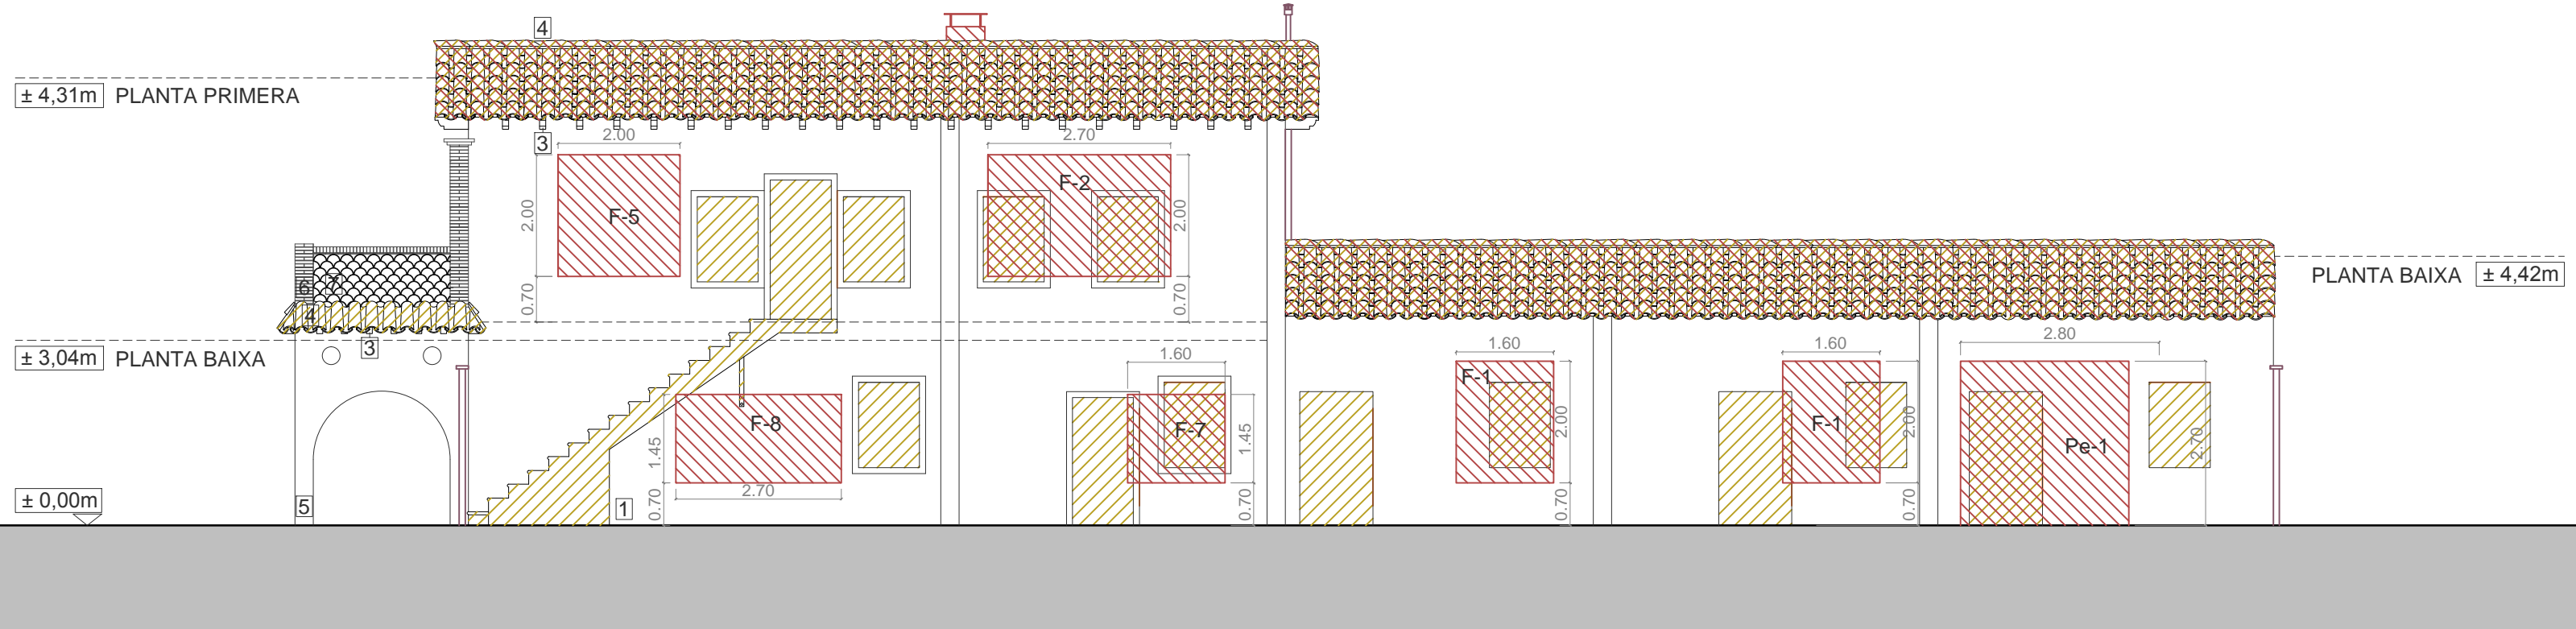 4
± 4,31m PLANTA PRIMERA
3
2.00
2.70
F-5
F-2
2.00
2.00
0.70
0.70
6 7
4
3
PLANTA BAIXA ± 4,42m
± 3,04m PLANTA BAIXA
1.60
1.60
1.60
2.80
F-1
F-8
F-7
F-1
Pe-1
1.45
1.45
2.00
2.00
2.70
2.70
0.70
0.70
0.70
0.70
± 0,00m
5
1